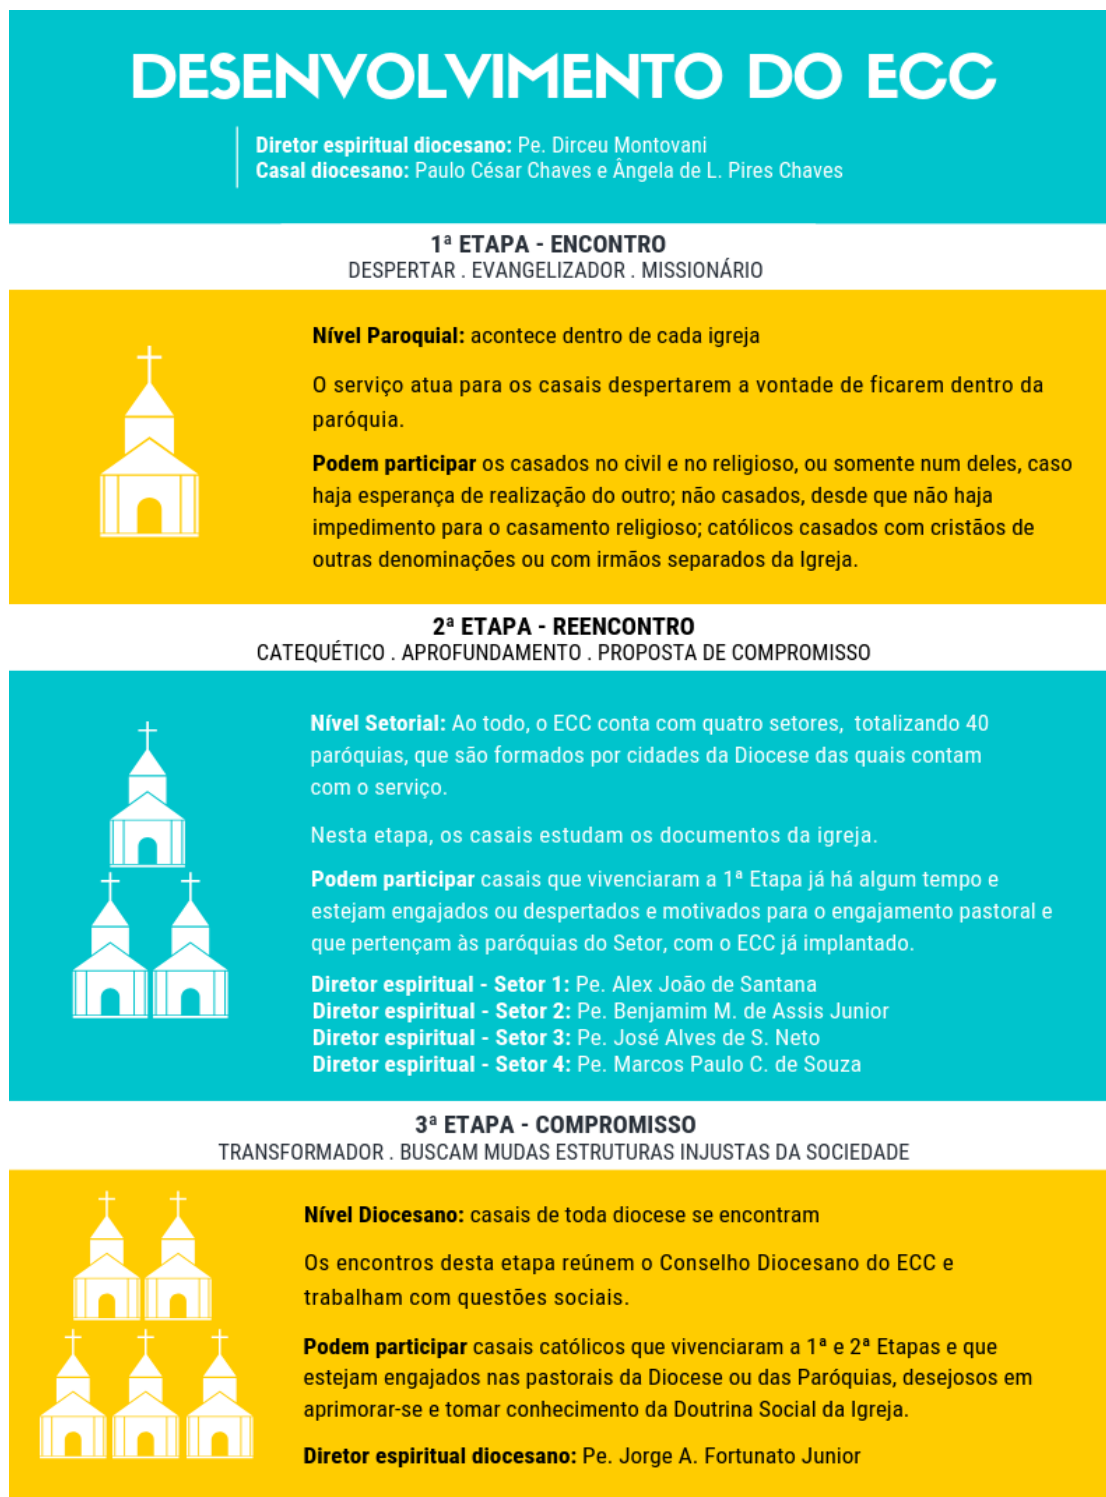 DESENVOLVIMENTO DO ECC
Diretor espiritual diocesano: Pe. Dirceu Montovani
Casal diocesano: Paulo César Chaves e Ângela de L. Pires Chaves
1ª ETAPA - ENCONTRO
DESPERTAR . EVANGELIZADOR . MISSIONÁRIO
Nível Paroquial: acontece dentro de cada igreja
O serviço atua para os casais despertarem a vontade de ficarem dentro da
paróquia.
Podem participar os casados no civil e no religioso, ou somente num deles, caso
haja esperança de realização do outro; não casados, desde que não haja
impedimento para o casamento religioso; católicos casados com cristãos de
outras denominações ou com irmãos separados da Igreja.
2ª ETAPA - REENCONTRO
CATEQUÉTICO . APROFUNDAMENTO . PROPOSTA DE COMPROMISSO
Nível Setorial: Ao todo, o ECC conta com quatro setores, totalizando 40
paróquias, que são formados por cidades da Diocese das quais contam
com o serviço.
Nesta etapa, os casais estudam os documentos da igreja.
Podem participar casais que vivenciaram a 1ª Etapa já há algum tempo e
estejam engajados ou despertados e motivados para o engajamento pastoral e
que pertençam às paróquias do Setor, com o ECC já implantado.
Diretor espiritual - Setor 1: Pe. Alex João de Santana
Diretor espiritual - Setor 2: Pe. Benjamim M. de Assis Junior
Diretor espiritual - Setor 3: Pe. José Alves de S. Neto
Diretor espiritual - Setor 4: Pe. Marcos Paulo C. de Souza
3ª ETAPA - COMPROMISSO
TRANSFORMADOR . BUSCAM MUDAS ESTRUTURAS INJUSTAS DA SOCIEDADE
Nível Diocesano: casais de toda diocese se encontram
Os encontros desta etapa reúnem o Conselho Diocesano do ECC e
trabalham com questões sociais.
Podem participar casais católicos que vivenciaram a 1ª e 2ª Etapas e que
estejam engajados nas pastorais da Diocese ou das Paróquias, desejosos em
aprimorar-se e tomar conhecimento da Doutrina Social da Igreja.
Diretor espiritual diocesano: Pe. Jorge A. Fortunato Junior